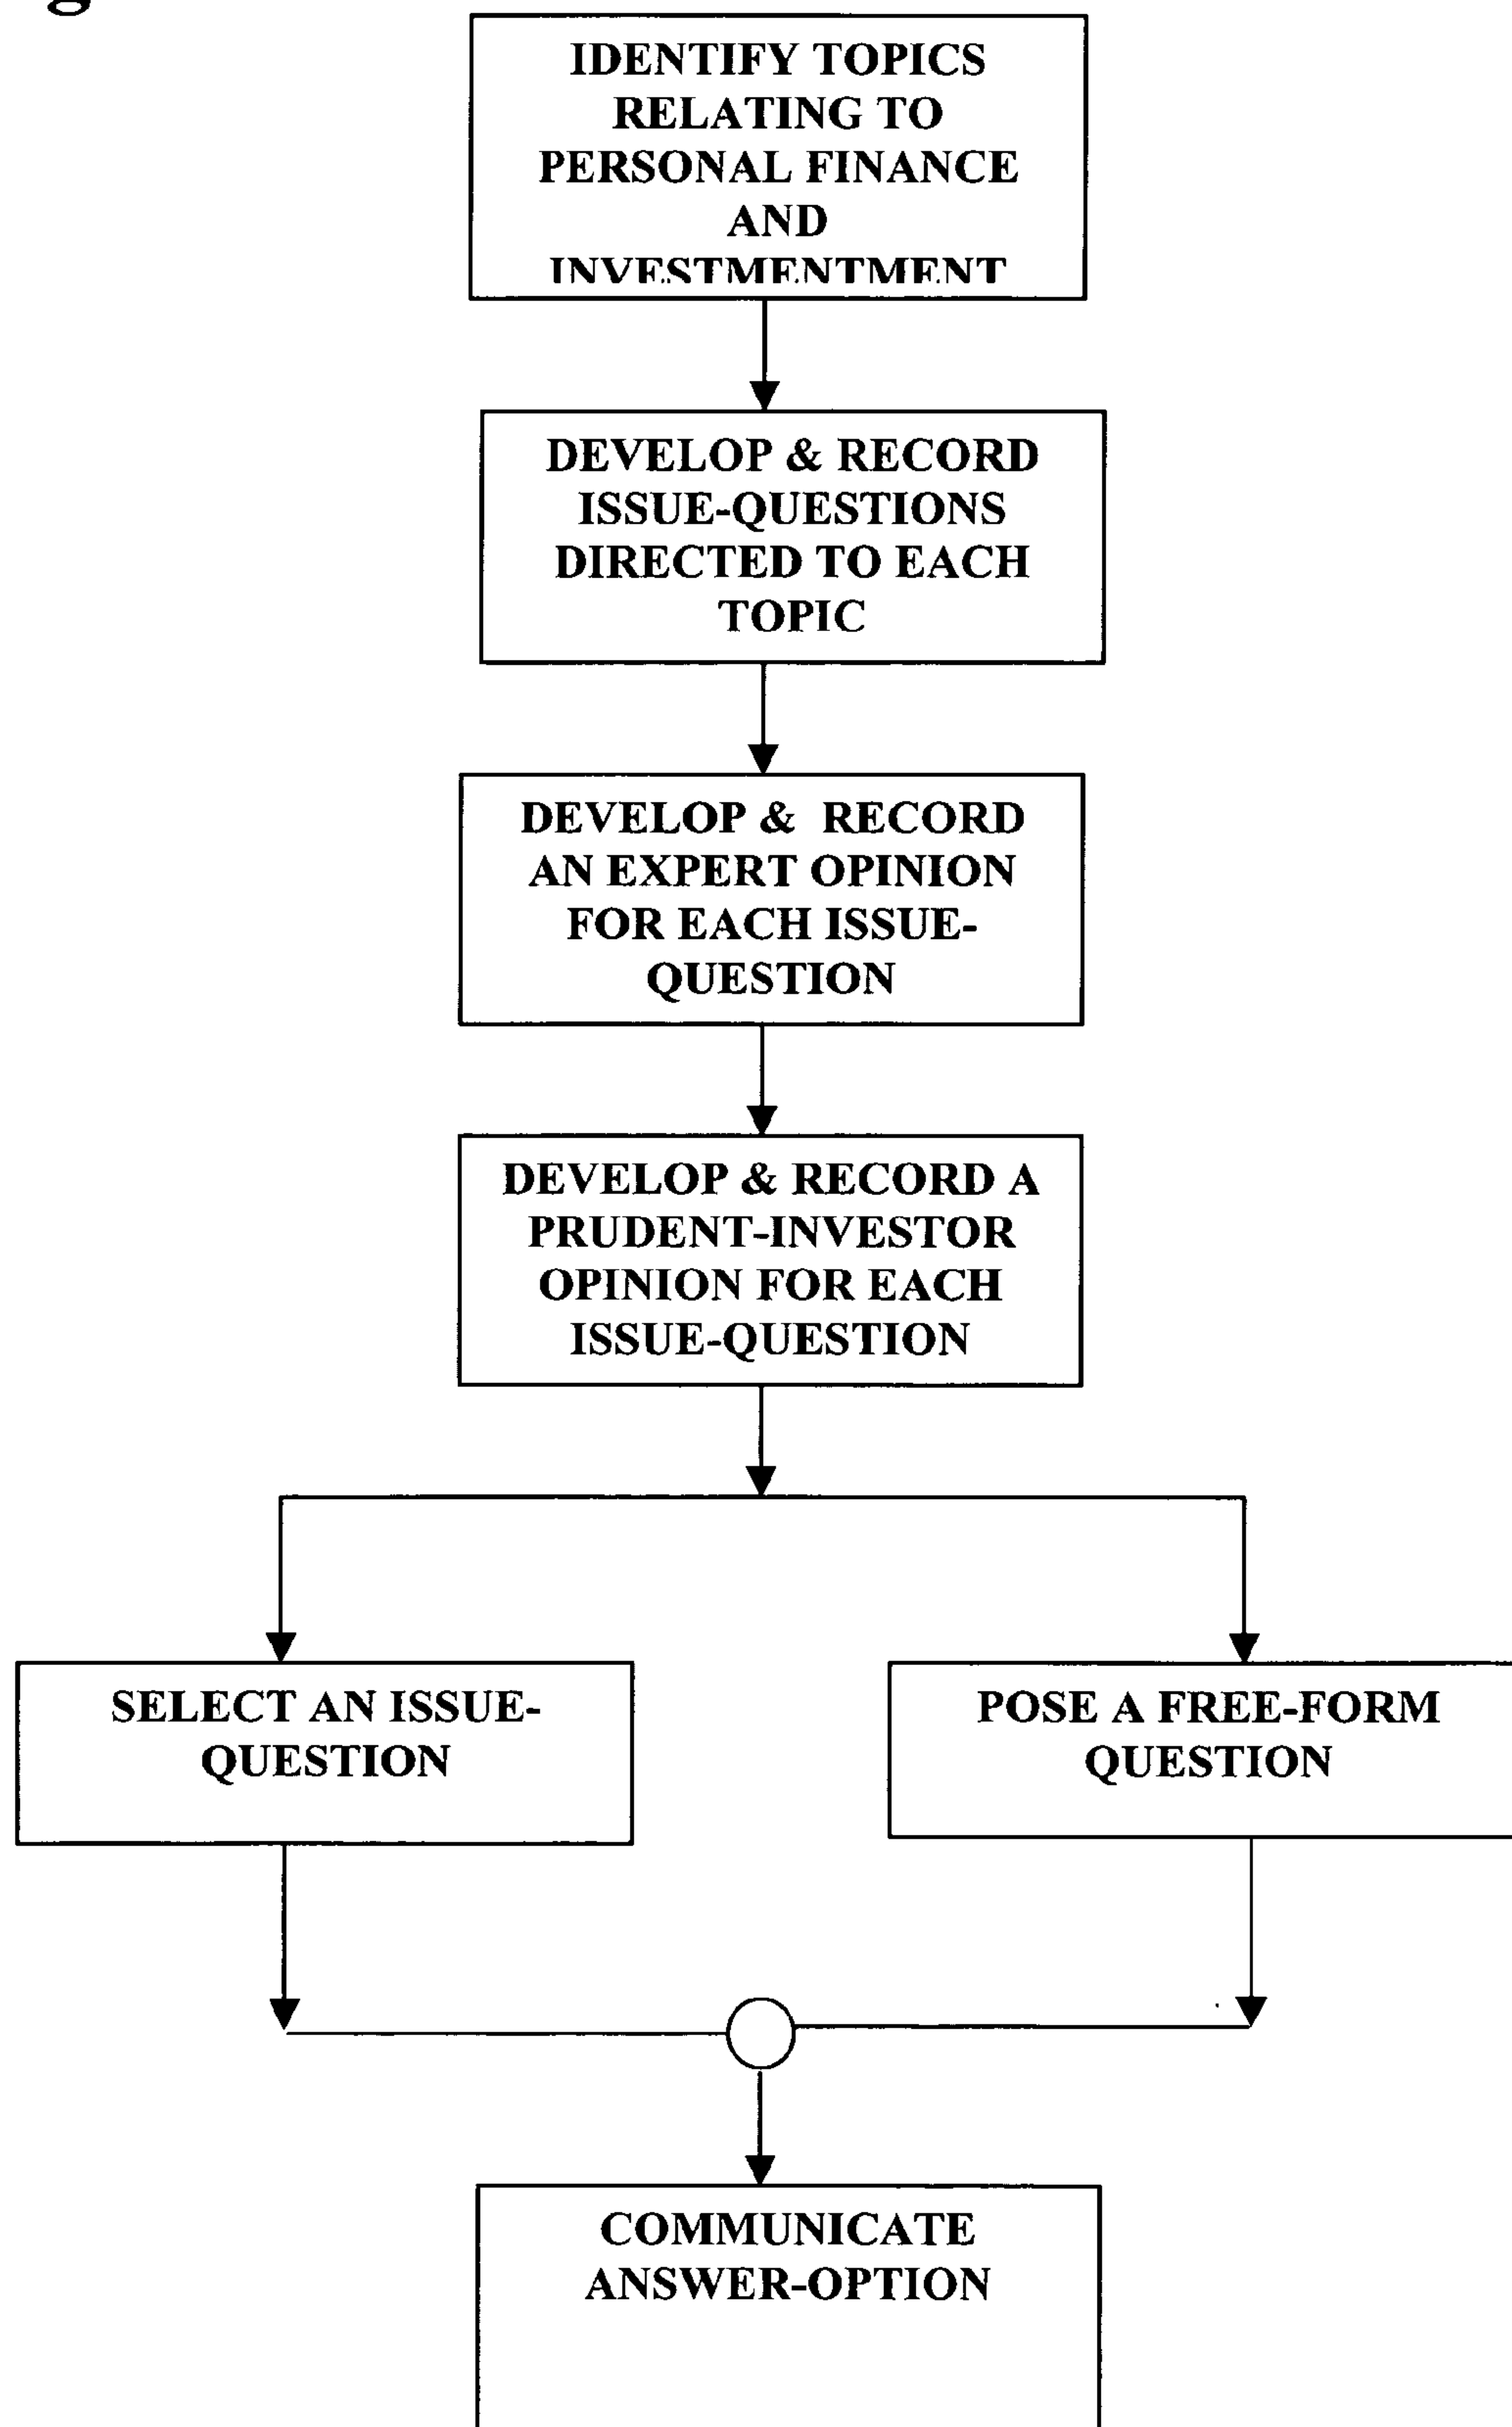 IDENTIFY TOPICS
RELATING TO
PERSONAL FINANCE
AND
INVESTMENTMENT
DEVELOP & RECORD
ISSUE-QUESTIONS
DIRECTED TO EACH
TOPIC
DEVELOP & RECORD
AN EXPERT OPINION
FOR EACH ISSUE-
QUESTION
DEVELOP & RECORD A
PRUDENT-INVESTOR
OPINION FOR EACH
ISSUE-QUESTION
SELECT AN ISSUE-
QUESTION
POSE A FREE-FORM
QUESTION
COMMUNICATE
ANSWER-OPTION